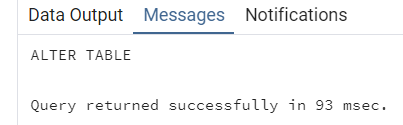 Data Output Messages Notifications
ALTER TABLE
Query returned successfully in 93 msec.